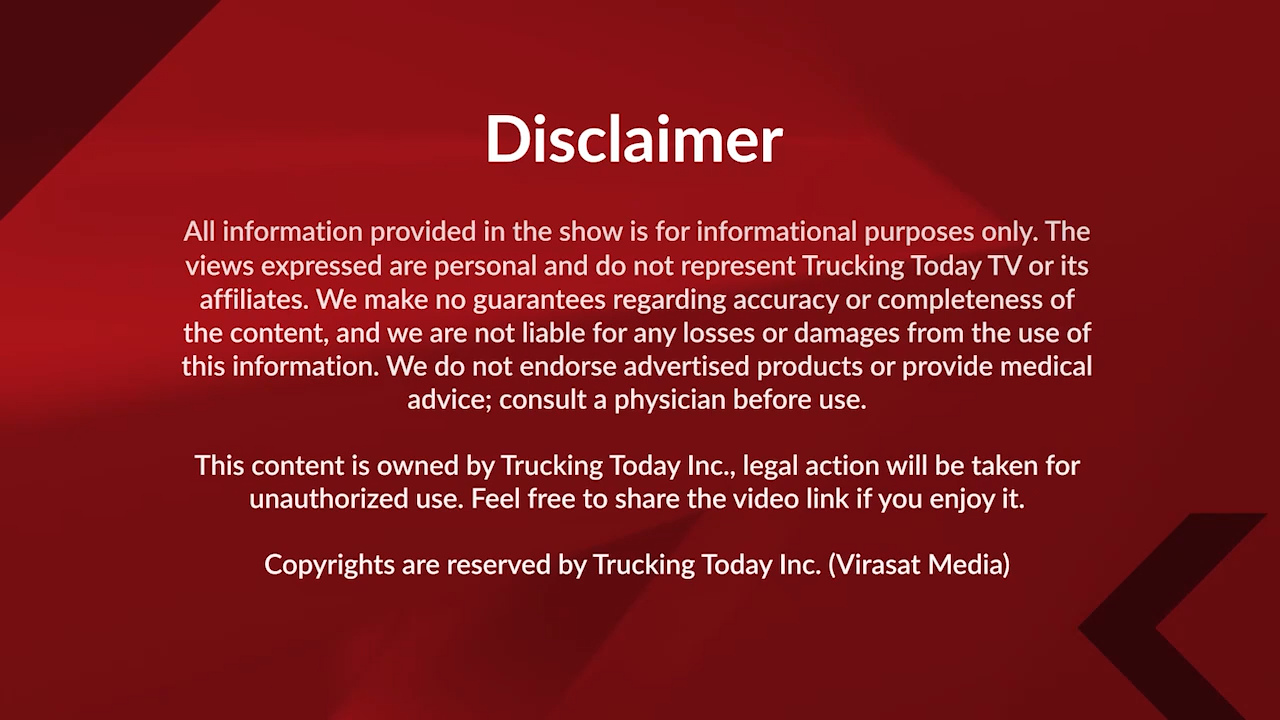 Disclaimer
All information provided in the show is for informational purposes only. The
views expressed are personal and do not represent Trucking Today TV or its
affiliates. We make no guarantees regarding accuracy or completeness of
the content, and we are not liable for any losses or damages from the use of
this information. We do not endorse advertised products or provide medical
advice; consult a physician before use.
This content is owned by Trucking Today Inc., legal action will be taken for
unauthorized use. Feel free to share the video link if you enjoy it.
Copyrights are reserved by Trucking Today Inc. (Virasat Media)